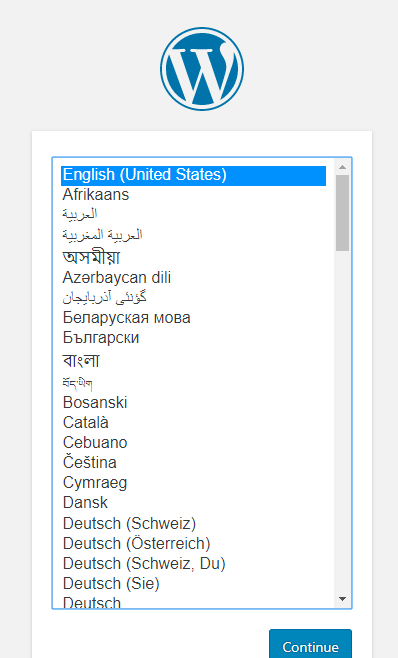 English (United States)
Afrikaans
العربية
العربية المغربية
অসমীয়া
Azərbaycan dili
گؤنئی آذربایجان
Беларуская мова
Български
বাংলা
བོད་ཡིག
Bosanski
Català
Cebuano
Čeština
Cymraeg
Dansk
Deutsch (Schweiz)
Deutsch (Österreich)
Deutsch (Schweiz, Du)
Deutsch (Sie)
Deutsch
Continue